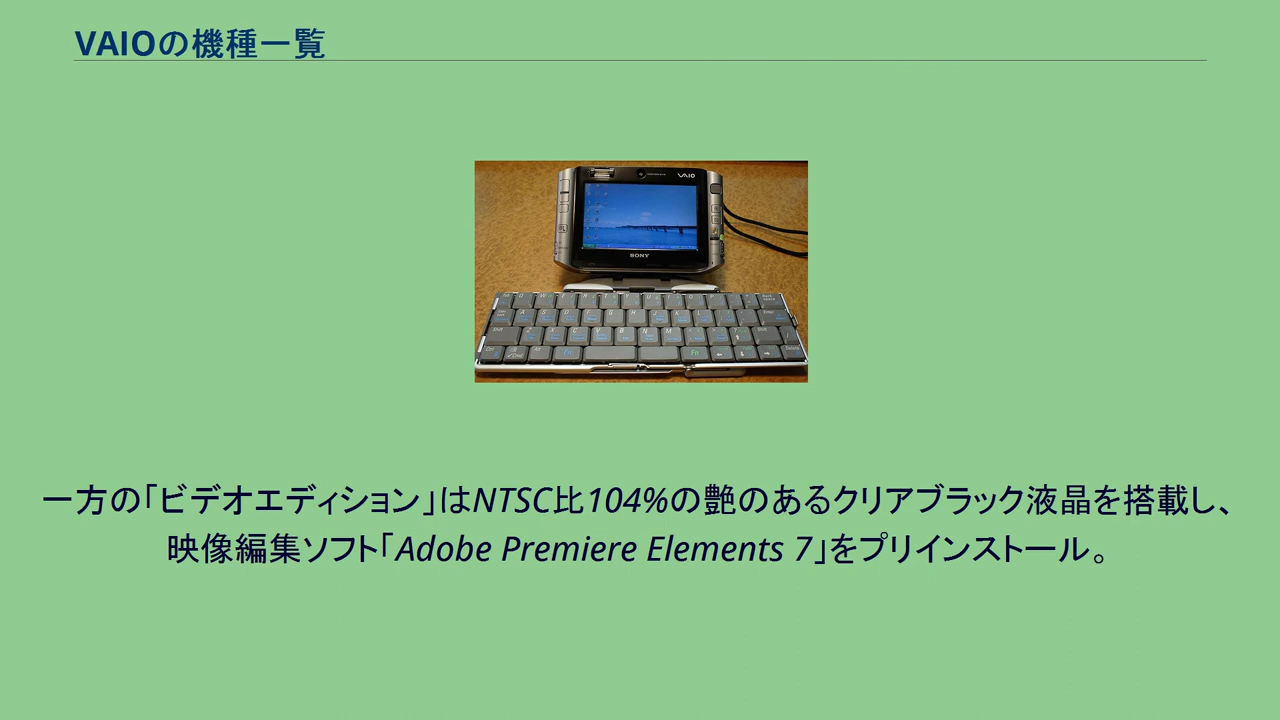 VAIOの機種一覧
VAIO
SONY
一方の「ビデオエディション」はNTSC比104%の艶のあるクリアブラック液晶を搭載し、
映像編集ソフト「Adobe Premiere Elements 7」をプリインストール。